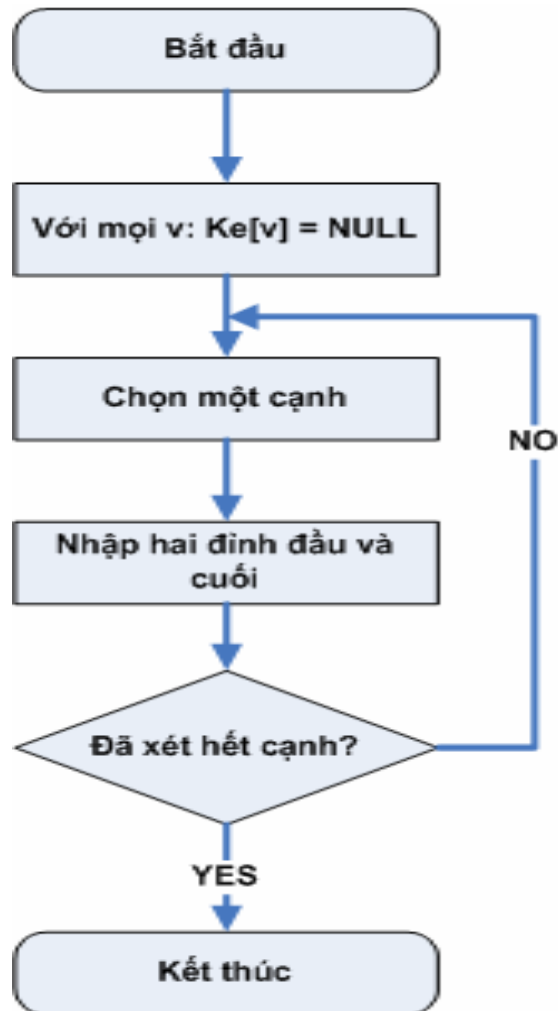 Bắt đầu
Với mọi v: Ke[v] = NULL
Chọn một cạnh
NO
Nhập hai đỉnh đầu và
cuối
Đã xét hết cạnh?
YES
Kết thúc